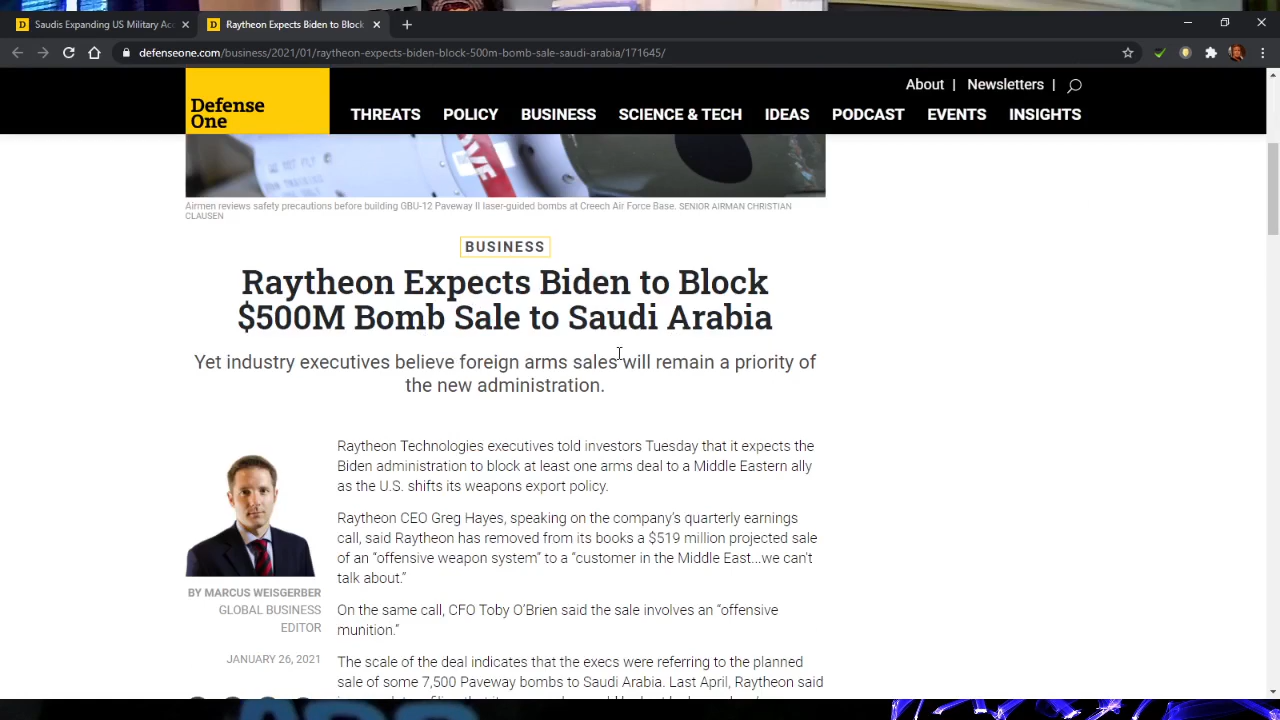 Saudis Expanding US Military Acc
Raytheon Expects Biden to Block
defenseone.com/business/2021/01/raytheon-expects-biden-block-500m-bomb-sale-saudi-arabia/171645/
About | Newsletters |
Defense
One
THREATS POLICY BUSINESS SCIENCE & TECH IDEAS PODCAST EVENTS INSIGHTS
Airmen reviews safety precautions before building GBU-12 Paveway II laser-guided bombs at Creech Air Force Base. SENIOR AIRMAN CHRISTIAN
CLAUSEN
BUSINESS
Raytheon Expects Biden to Block
$500M Bomb Sale to Saudi Arabia
Yet industry executives believe foreign arms sales will remain a priority of
the new administration.
Raytheon Technologies executives told investors Tuesday that it expects the
Biden administration to block at least one arms deal to a Middle Eastern ally
as the U.S. shifts its weapons export policy.
Raytheon CEO Greg Hayes, speaking on the company's quarterly earnings
call, said Raytheon has removed from its books a $519 million projected sale
of an “offensive weapon system” to a “customer in the Middle East...we can't
talk about.”
On the same call, CFO Toby O'Brien said the sale involves an “offensive
munition.”
The scale of the deal indicates that the execs were referring to the planned
sale of some 7,500 Paveway bombs to Saudi Arabia. Last April, Raytheon said
BY MARCUS WEISGERBER
GLOBAL BUSINESS
EDITOR
JANUARY 26, 2021